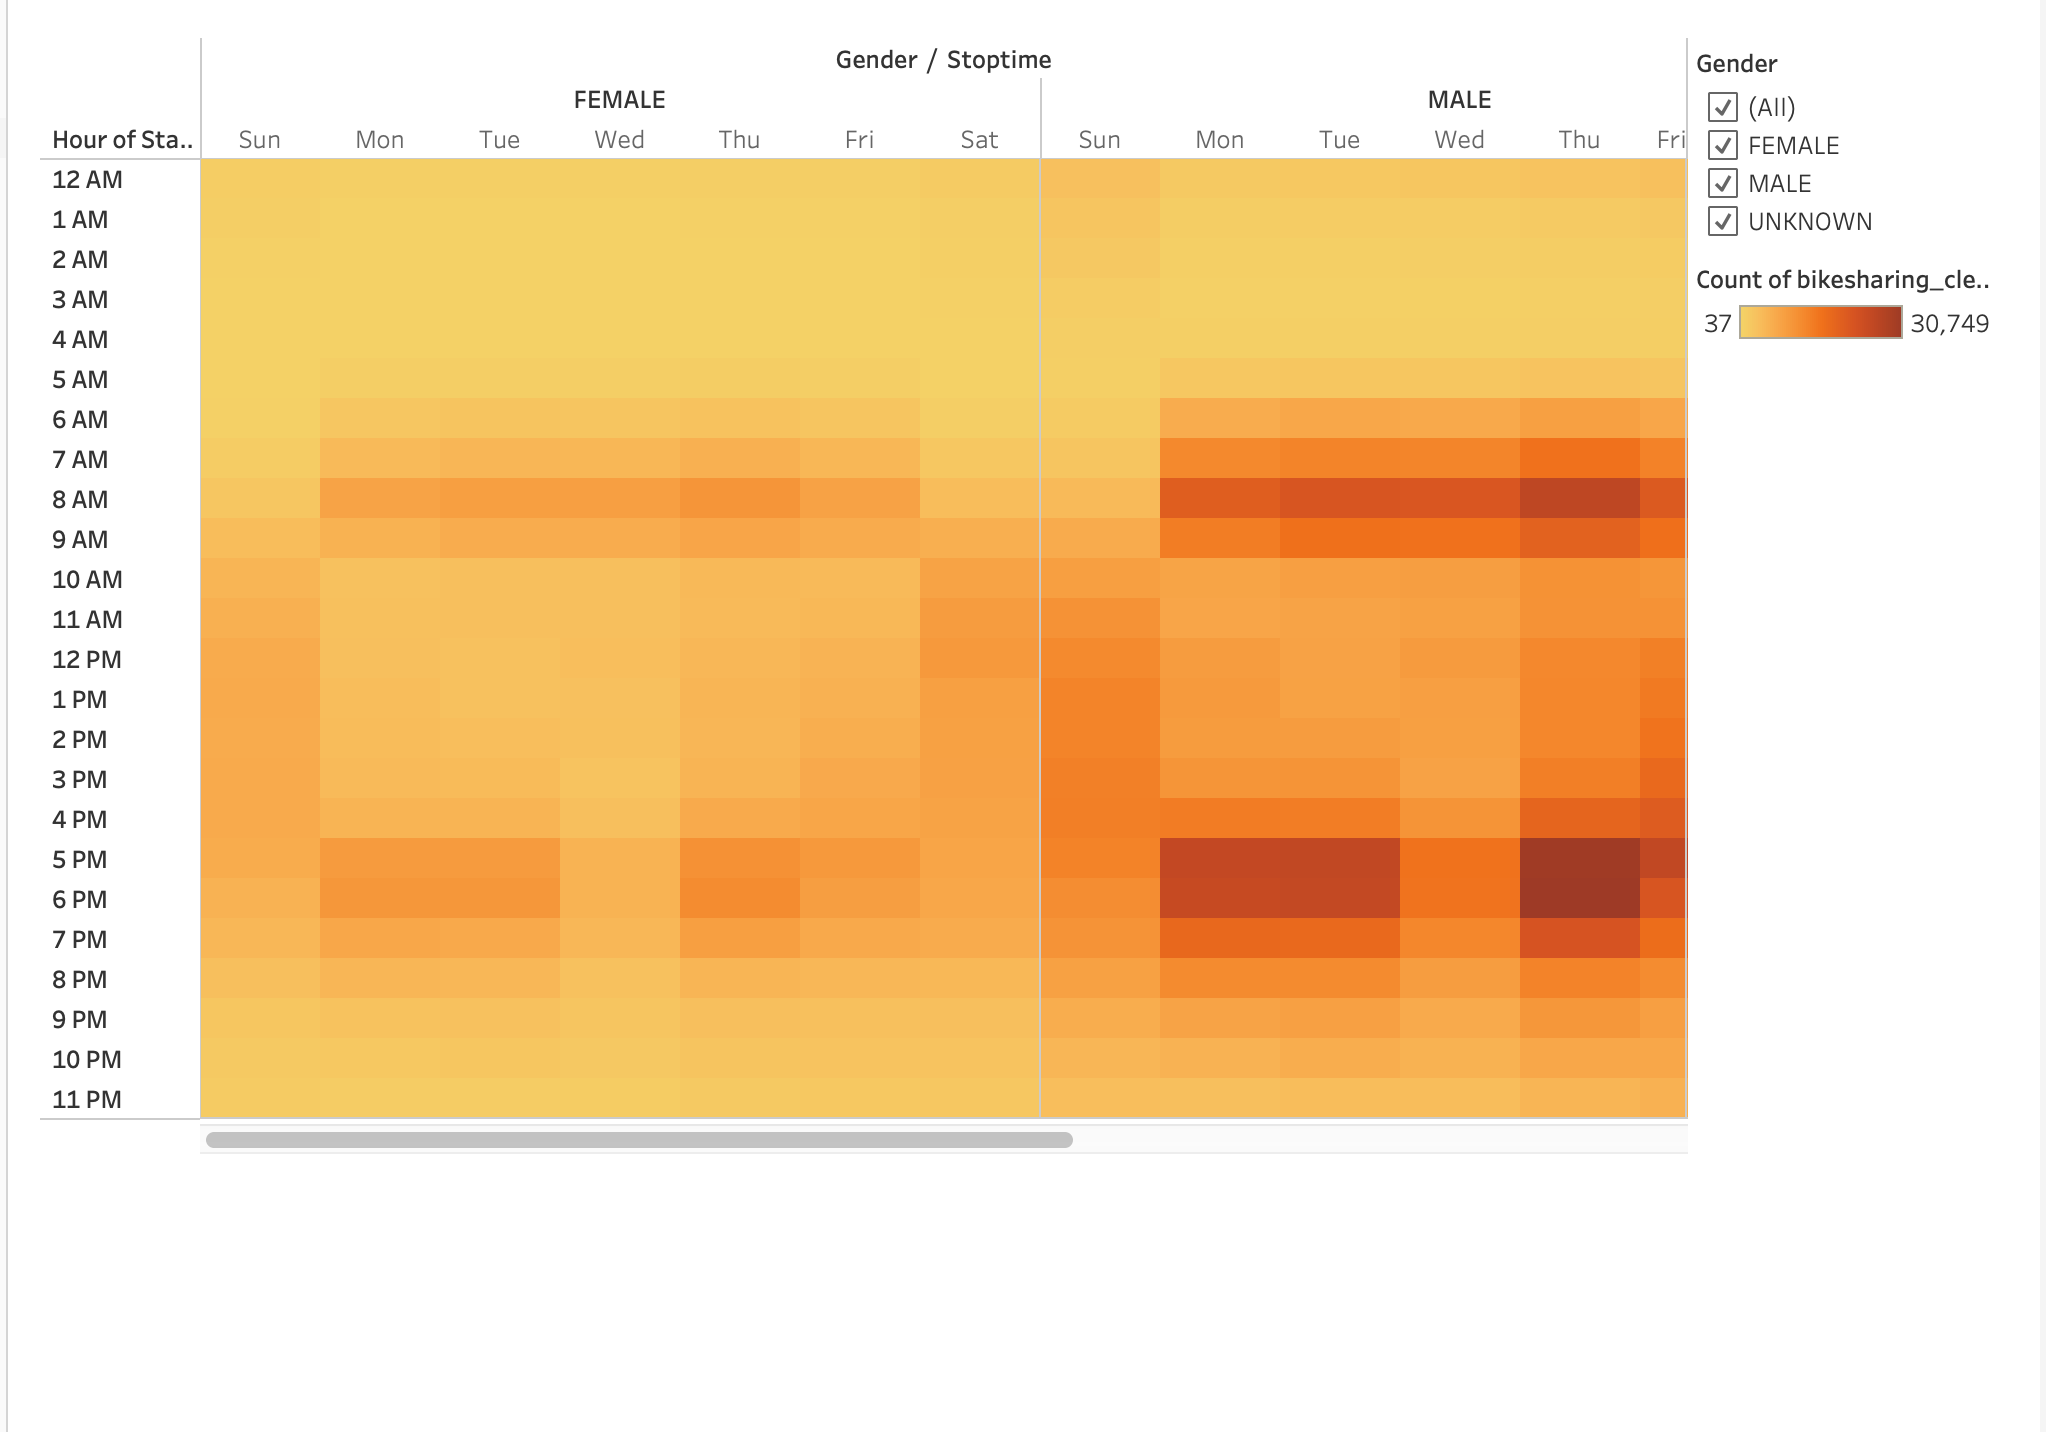 Gender / Stoptime
FEMALE MALE
Hour of Sta.. Sun Mon Tue Wed Thu Fri Sat Sun Mon Tue Wed Thu Fri
12 AM
1 AM
2 AM
3 AM
4 AM
5 AM
6 AM
7 AM
8 AM
9 AM
10 AM
11 AM
12 PM
1 PM
2 PM
3 PM
4 PM
5 PM
6 PM
7 PM
8 PM
9 PM
10 PM
11 PM
Gender
(All)
FEMALE
MALE
UNKNOWN
Count of bikesharing_cle..
37 30,749